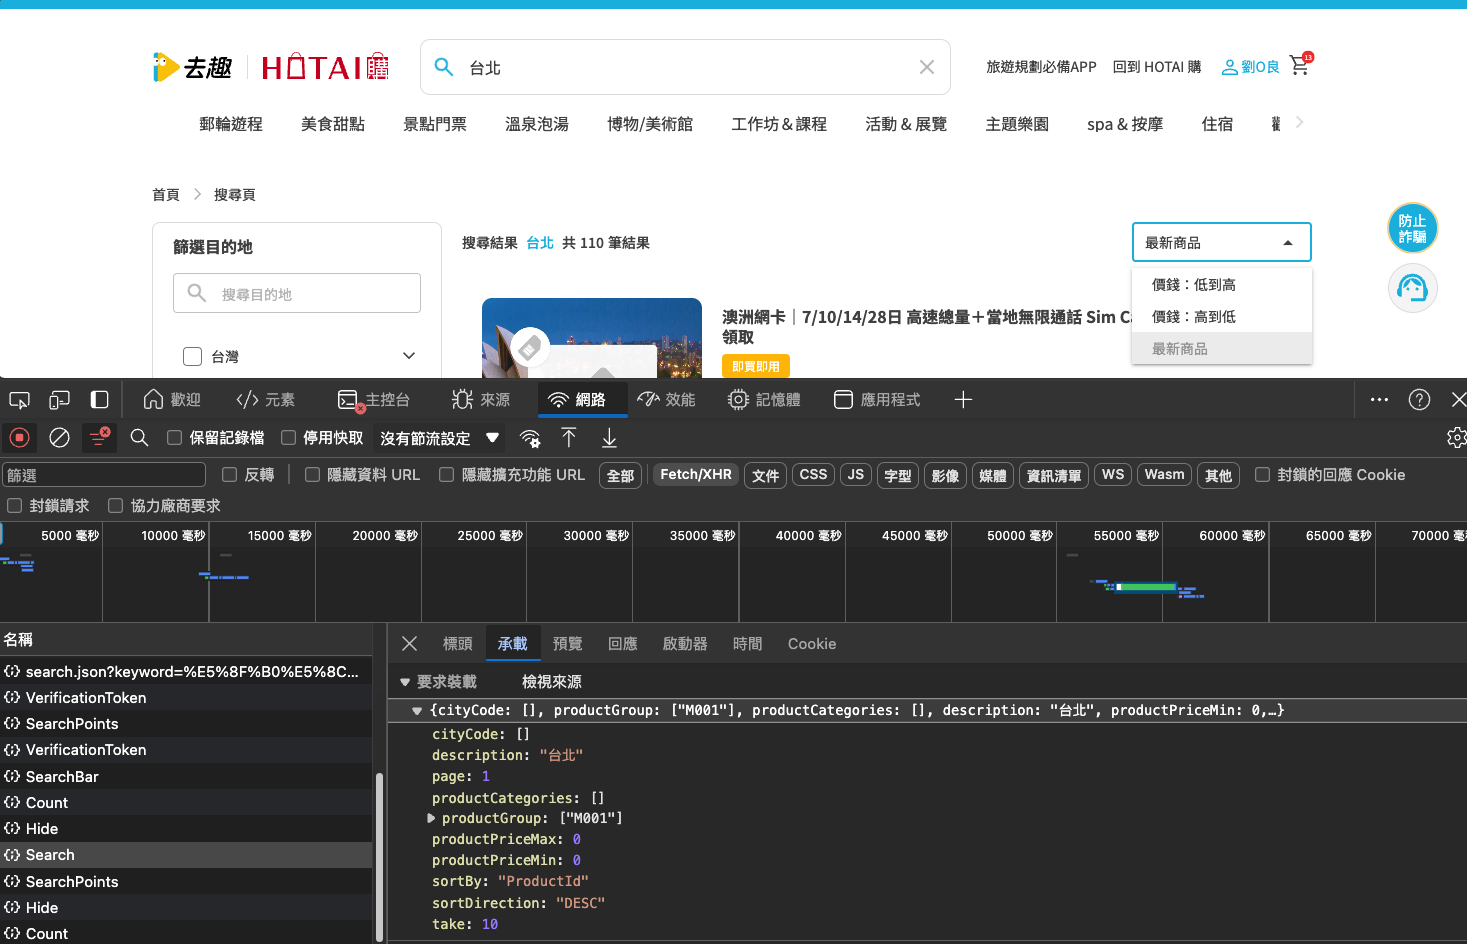 去趣 HOTAI購
台北
旅遊規劃必備APP 回到 HOTAI 購 劉O良 13
郵輪遊程 美食甜點 景點門票 溫泉泡湯 博物/美術館 工作坊＆課程 活動 & 展覽 主題樂園 spa & 按摩 住宿
首頁 搜尋頁
篩選目的地
搜尋目的地
台灣
搜尋結果 台北 共 110 筆結果
最新商品
價錢：低到高
價錢：高到低
最新商品
澳洲網卡｜7/10/14/28日 高速總量＋當地無限通話 Sim C
領取
即買即用
防止
詐騙
歡迎 元素 主控台 來源 網路 效能 記憶體 應用程式
保留記錄檔 停用快取 沒有節流設定
篩選 反轉 隱藏資料 URL 隱藏擴充功能 URL 全部 Fetch/XHR 文件 CSS JS 字型 影像 媒體 資訊清單 WS Wasm 其他 封鎖的回應 Cookie
封鎖請求 協力廠商要求
5000 毫秒 10000 毫秒 15000 毫秒 20000 毫秒 25000 毫秒 30000 毫秒 35000 毫秒 40000 毫秒 45000 毫秒 50000 毫秒 55000 毫秒 60000 毫秒 65000 毫秒 70000 毫
名稱
search.json?keyword=%E5%8F%B0%E5%8C...
VerificationToken
SearchPoints
VerificationToken
SearchBar
Count
Hide
Search
SearchPoints
Hide
Count
標頭 承載 預覽 回應 啟動器 時間 Cookie
要求裝載 檢視來源
{cityCode: [], productGroup: ["M001"], productCategories: [], description: "台北", productPriceMin: 0,…}
cityCode: []
description: "台北"
page: 1
productCategories: []
productGroup: ["M001"]
productPriceMax: 0
productPriceMin: 0
sortBy: "ProductId"
sortDirection: "DESC"
take: 10